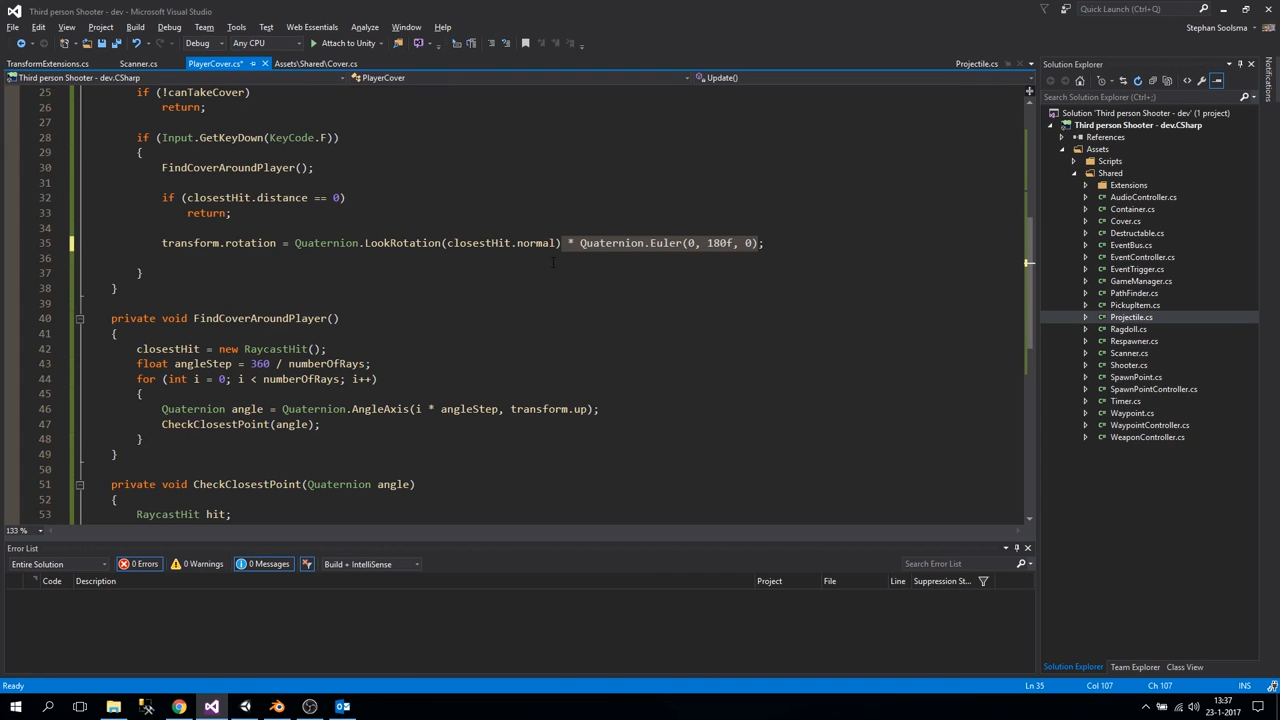 Third person Shooter - dev - Microsoft Visual Studio
Quick Launch (Ctrl+Q)
File Edit View Project Build Debug Team Tools Test Web Essentials Analyze Window Help
Stephan Soolsma
Debug Any CPU Attach to Unity
TransformExtensions.cs Scanner.cs PlayerCover.cs* Assets\Shared\Cover.cs Projectile.cs
Third person Shooter - dev.CSharp PlayerCover Update()
25 if (!canTakeCover)
26 return;
27
28 if (Input.GetKeyDown(KeyCode.F))
29 {
30 FindCoverAroundPlayer();
31
32 if (closestHit.distance == 0)
33 return;
34
35 transform.rotation = Quaternion.LookRotation(closestHit.normal) * Quaternion.Euler(0, 180f, 0);
36
37 }
38 }
39
40 private void FindCoverAroundPlayer()
41 {
42 closestHit = new RaycastHit();
43 float angleStep = 360 / numberOfRays;
44 for (int i = 0; i < numberOfRays; i++)
45 {
46 Quaternion angle = Quaternion.AngleAxis(i * angleStep, transform.up);
47 CheckClosestPoint(angle);
48 }
49 }
50
51 private void CheckClosestPoint(Quaternion angle)
52 {
53 RaycastHit hit;
133 %
Error List
Entire Solution 0 Errors 0 Warnings 0 Messages Build + IntelliSense Search Error List
Code Description Project File Line Suppression St...
Solution Explorer
Search Solution Explorer (Ctrl+;)
Solution 'Third person Shooter - dev' (1 project)
Third person Shooter - dev.CSharp
References
Assets
Scripts
Shared
Extensions
AudioController.cs
Container.cs
Cover.cs
Destructable.cs
EventBus.cs
EventController.cs
EventTrigger.cs
GameManager.cs
PathFinder.cs
PickupItem.cs
Projectile.cs
Ragdoll.cs
Respawner.cs
Scanner.cs
Shooter.cs
SpawnPoint.cs
SpawnPointController.cs
Timer.cs
Waypoint.cs
WaypointController.cs
WeaponController.cs
Solution Explorer Team Explorer Class View
Notifications
Ready Ln 35 Col 107 Ch 107 INS
13:37
23-1-2017